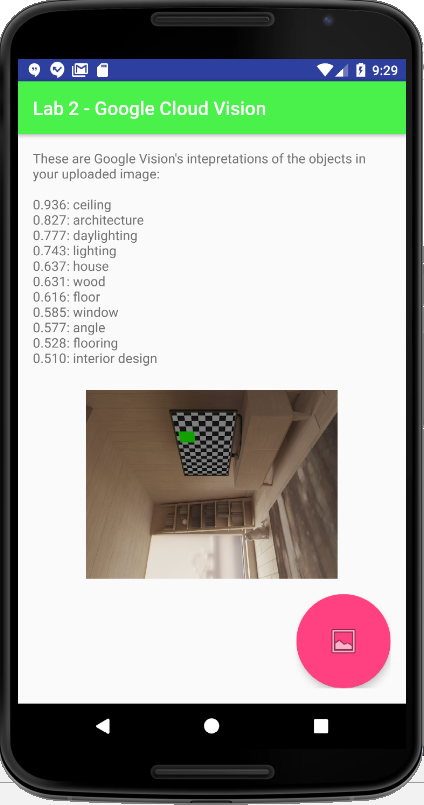 9:29
Lab 2 - Google Cloud Vision
These are Google Vision's intepretations of the objects in
your uploaded image:
0.936: ceiling
0.827: architecture
0.777: daylighting
0.743: lighting
0.637: house
0.631: wood
0.616: floor
0.585: window
0.577: angle
0.528: flooring
0.510: interior design